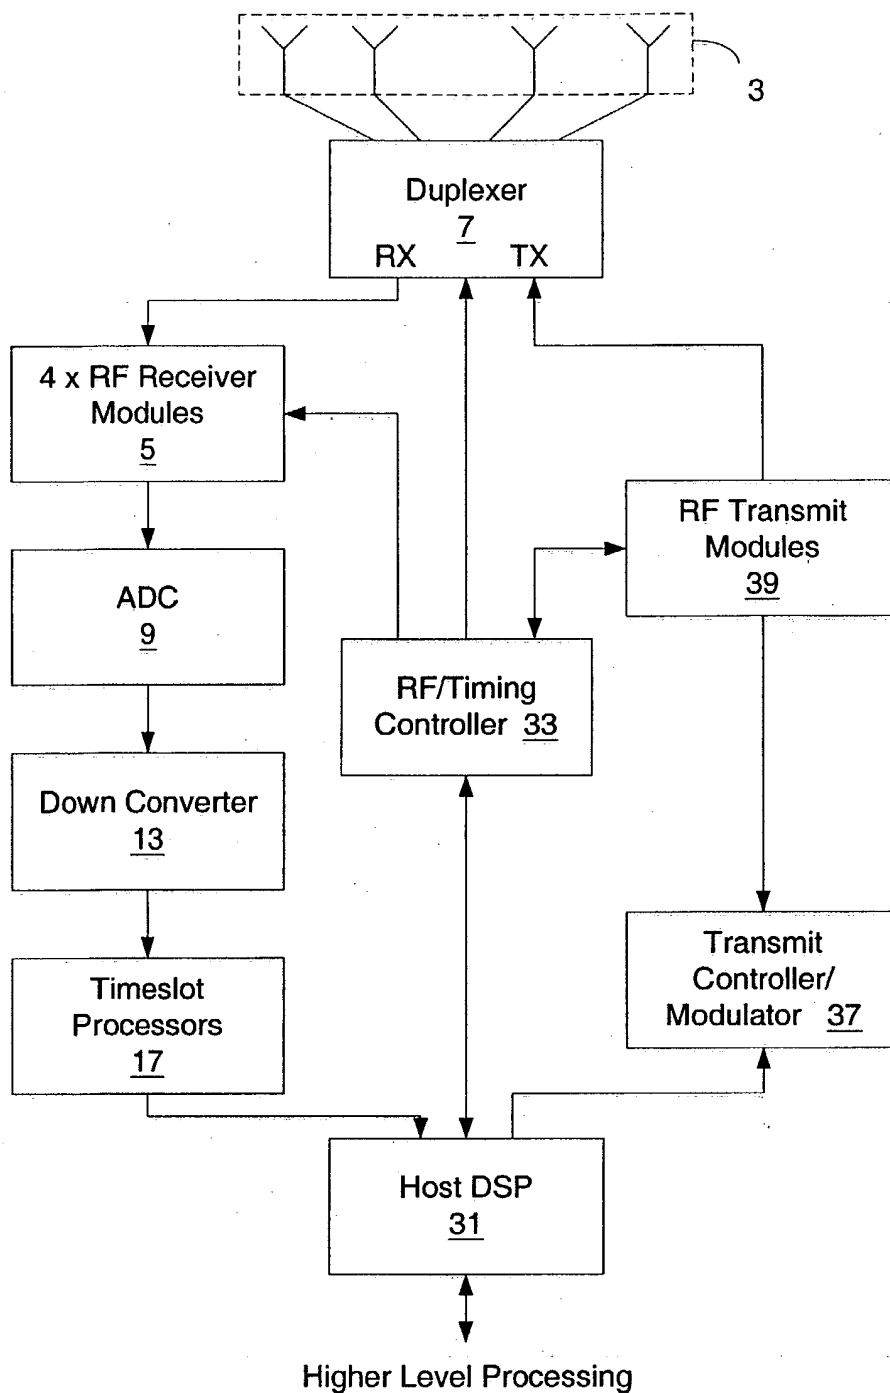 3
Duplexer
7
RX TX
4 x RF Receiver
Modules
5
RF Transmit
Modules
39
ADC
9
RF/Timing
Controller 33
Down Converter
13
Transmit
Controller/
Modulator 37
Timeslot
Processors
17
Host DSP
31
Higher Level Processing